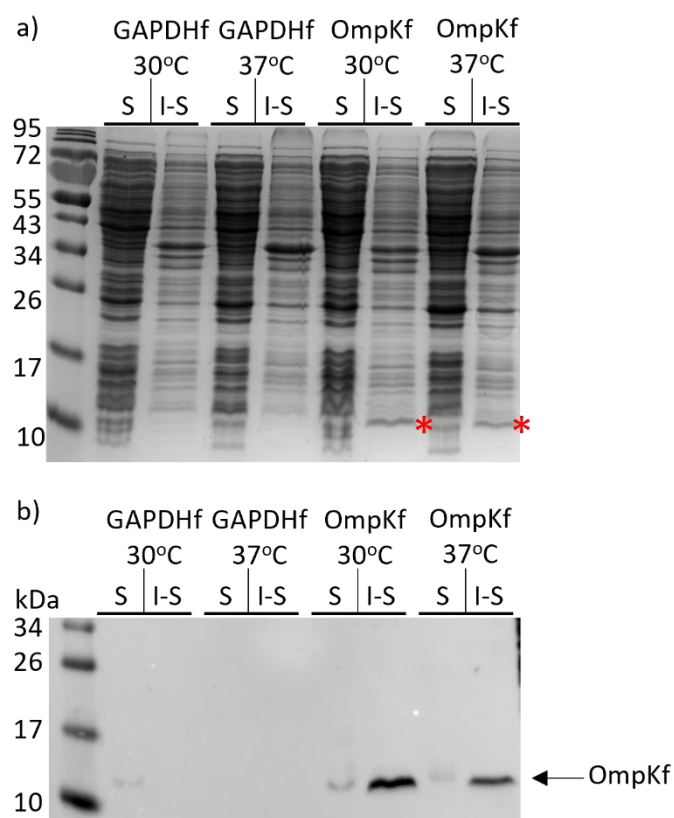 a)
GAPDHf GAPDHf OmpKf OmpKf
30°C 37°C 30°C 37°C
S I-S S I-S S I-S S I-S
95
72
55
43
34
26
17
10
* *
b)
GAPDHf GAPDHf OmpKf OmpKf
30°C 37°C 30°C 37°C
kDa S I-S S I-S S I-S S I-S
34
26
17
OmpKf
10